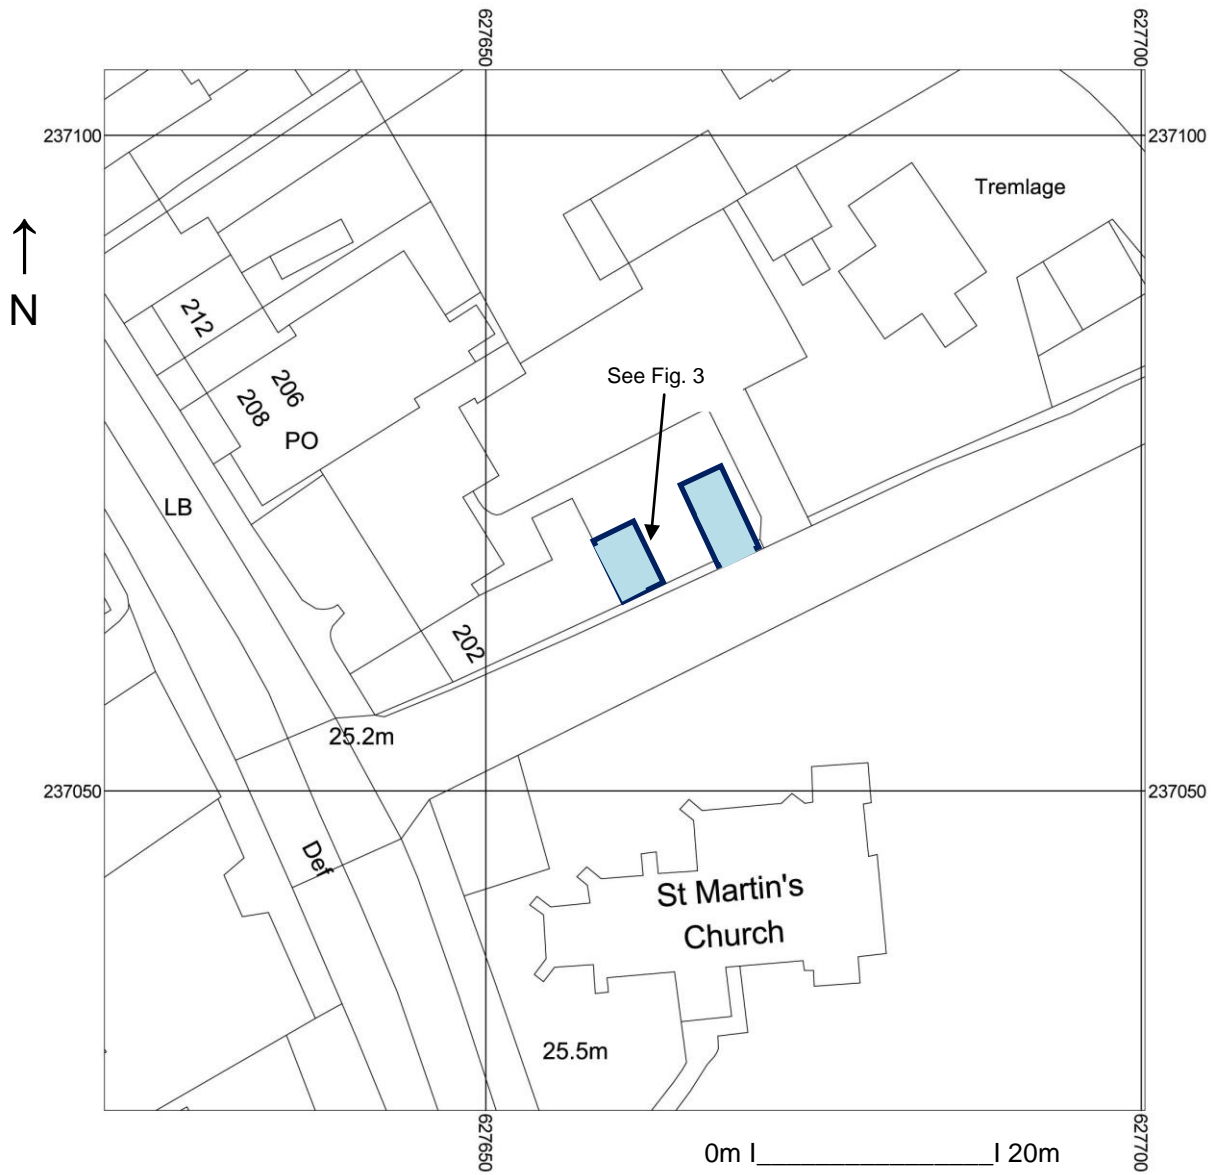 627650
627700
237100
237100
Tremlage
N
212
See Fig. 3
206
208
PO
LB
202
25.2m
237050
237050
Def
St Martin's
Church
25.5m
627650
627700
0m I________________I 20m